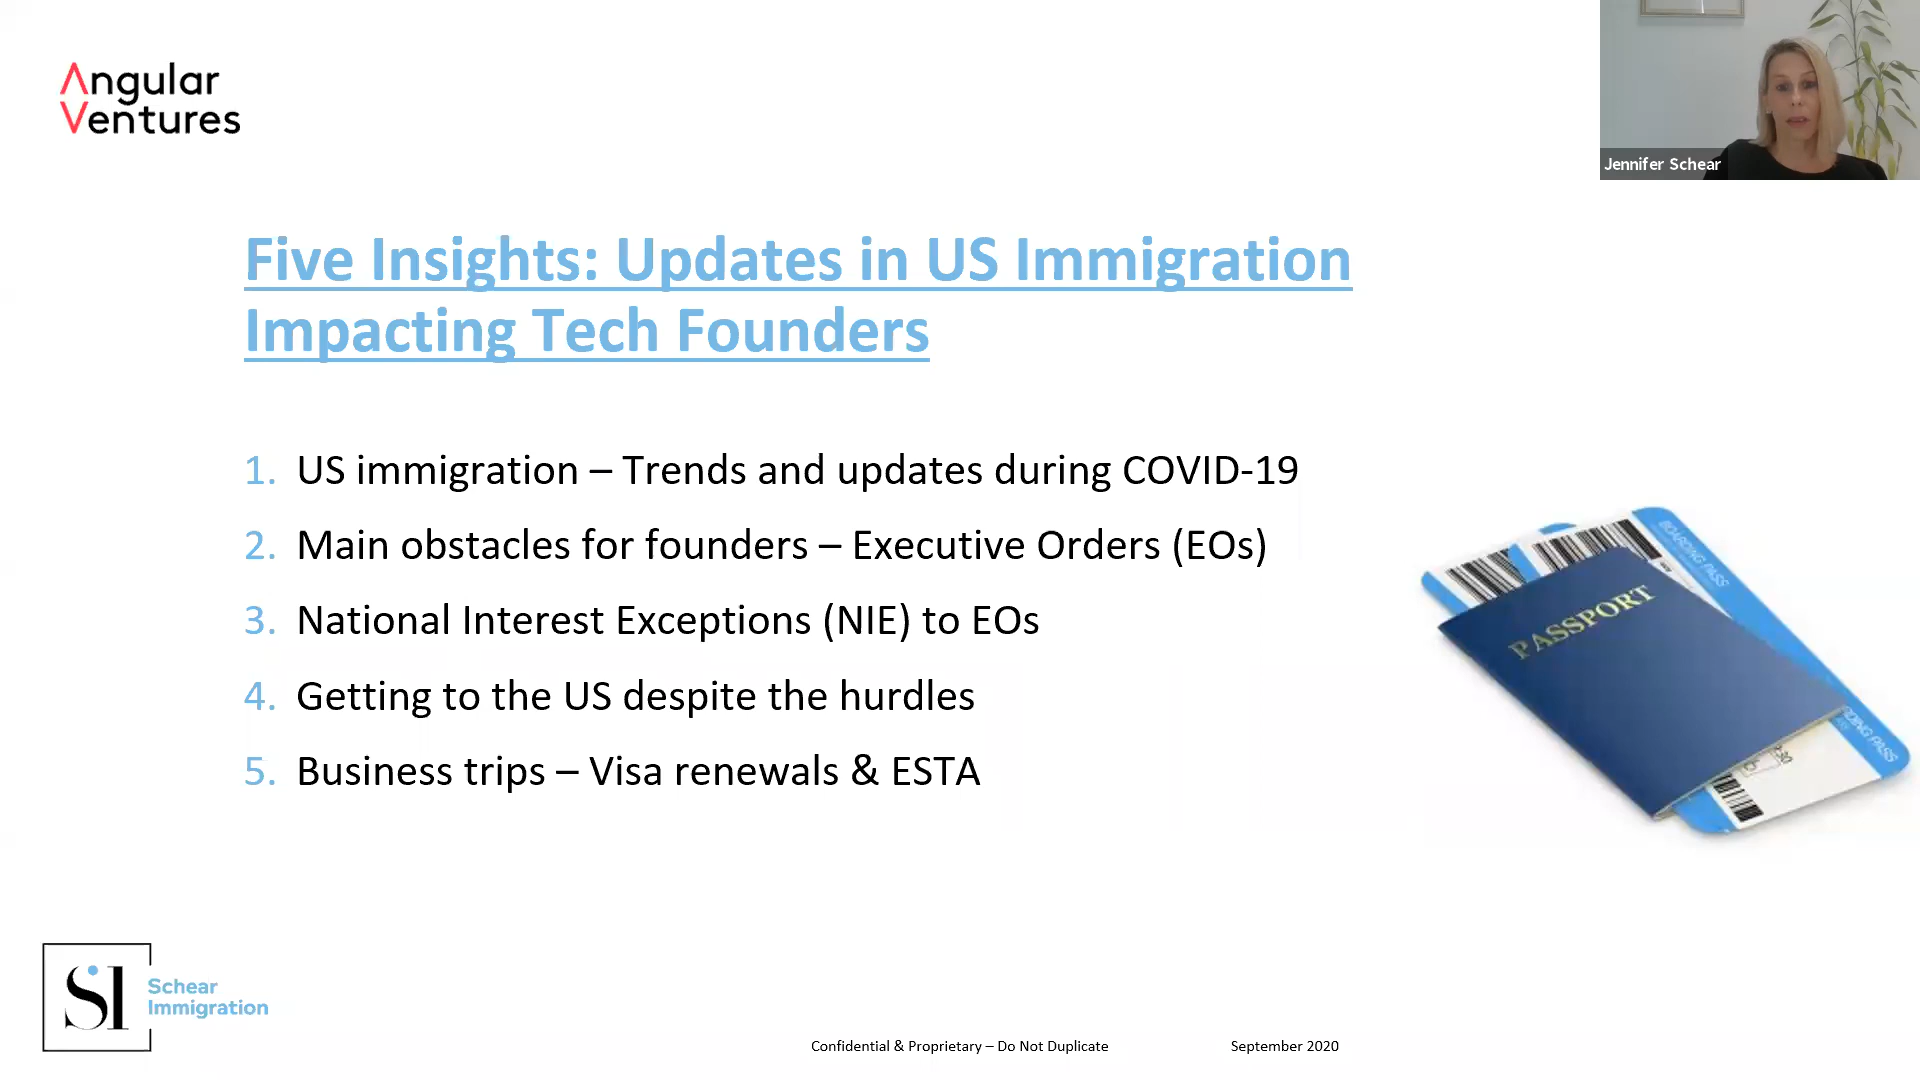 Angular
Ventures
Jennifer Schear
Five Insights: Updates in US Immigration
Impacting Tech Founders
1. US immigration – Trends and updates during COVID-19
2. Main obstacles for founders – Executive Orders (EOs)
3. National Interest Exceptions (NIE) to EOs
4. Getting to the US despite the hurdles
5. Business trips – Visa renewals & ESTA
BOARDING PASS
PASSPORT
DING PASS
SI
Schear
Immigration
Confidential & Proprietary – Do Not Duplicate
September 2020